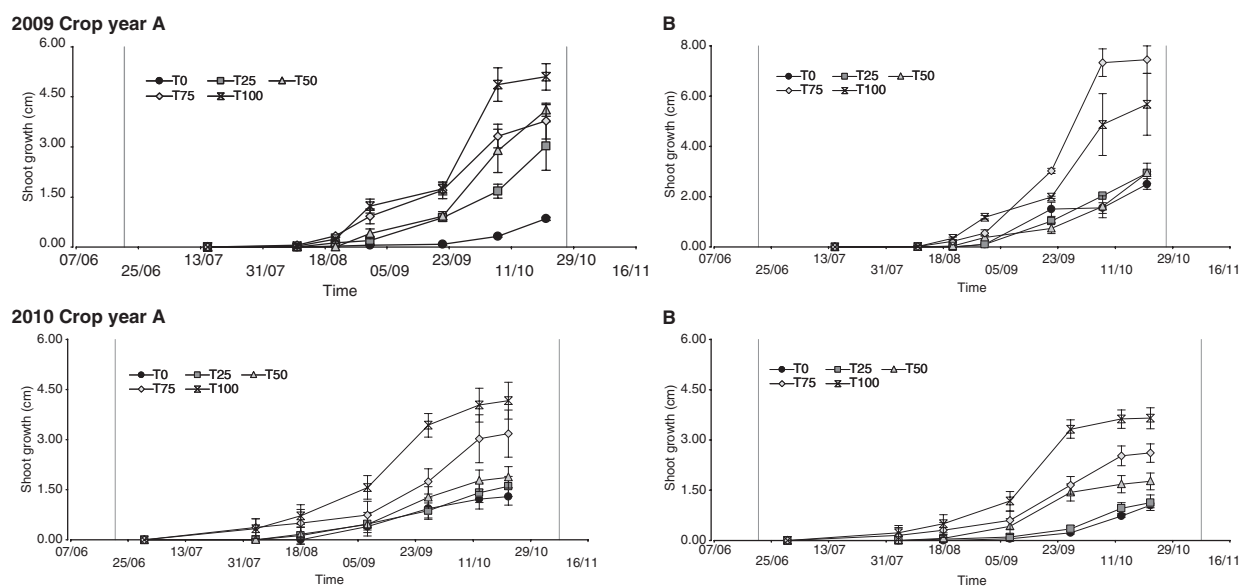 2009 Crop year A
6.00
4.50
3.00
1.50
0.00
Shoot growth (cm)
T0 T25 T50
T75 T100
07/06 13/07 18/08 23/09 29/10
25/06 31/07 05/09 11/10 16/11
Time
B
8.00
6.00
4.00
2.00
0.00
Shoot growth (cm)
T0 T25 T50
T75 T100
07/06 13/07 18/08 23/09 29/10
25/06 31/07 05/09 11/10 16/11
Time
2010 Crop year A
6.00
4.50
3.00
1.50
0.00
Shoot growth (cm)
T0 T25 T50
T75 T100
07/06 13/07 18/08 23/09 29/10
25/06 31/07 05/09 11/10 16/11
Time
B
6.00
4.50
3.00
1.50
0.00
Shoot growth (cm)
T0 T25 T50
T75 T100
07/06 13/07 18/08 23/09 29/10
25/06 31/07 05/09 11/10 16/11
Time